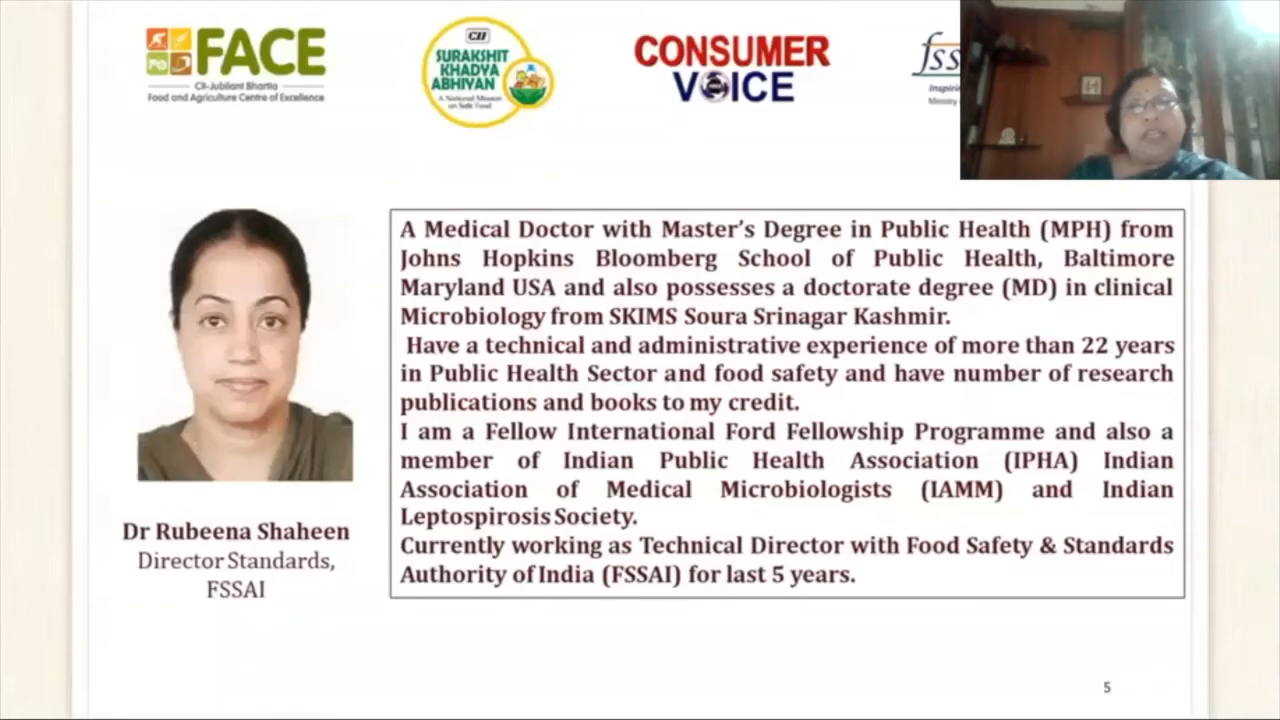 FACE
CII-Jubilant Bhartia
Food and Agriculture Centre of Excellence
CII
SURAKSHIT
KHADYA
ABHIYAN
A National Mission
on Safe Food
CONSUMER
VOICE
fss
Inspirin
Ministry
A Medical Doctor with Master's Degree in Public Health (MPH) from
Johns Hopkins Bloomberg School of Public Health, Baltimore
Maryland USA and also possesses a doctorate degree (MD) in clinical
Microbiology from SKIMS Soura Srinagar Kashmir.
Have a technical and administrative experience of more than 22 years
in Public Health Sector and food safety and have number of research
publications and books to my credit.
I am a Fellow International Ford Fellowship Programme and also a
member of Indian Public Health Association (IPHA) Indian
Association of Medical Microbiologists (IAMM) and Indian
Leptospirosis Society.
Currently working as Technical Director with Food Safety & Standards
Authority of India (FSSAI) for last 5 years.
Dr Rubeena Shaheen
Director Standards,
FSSAI
5